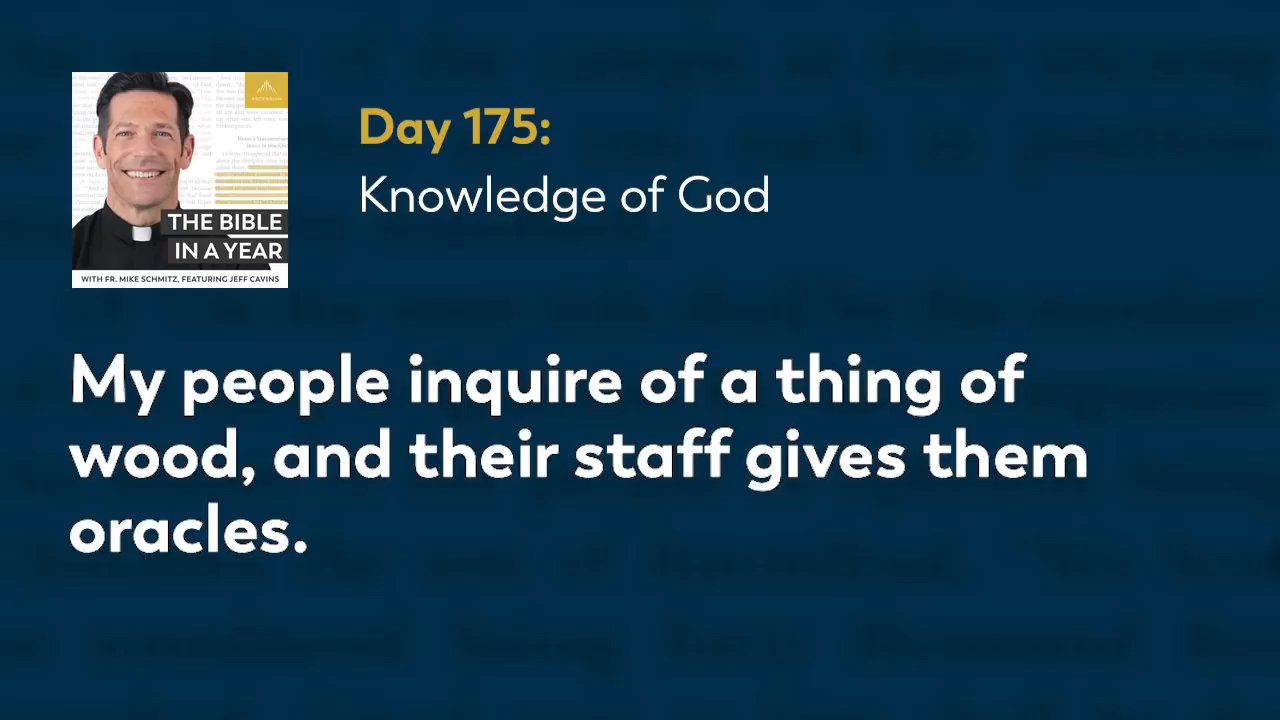 Day 175:
Knowledge of God
THE BIBLE
IN A YEAR
WITH FR. MIKE SCHMITZ, FEATURING JEFF CAVINS
My people inquire of a thing of
wood, and their staff gives them
oracles.